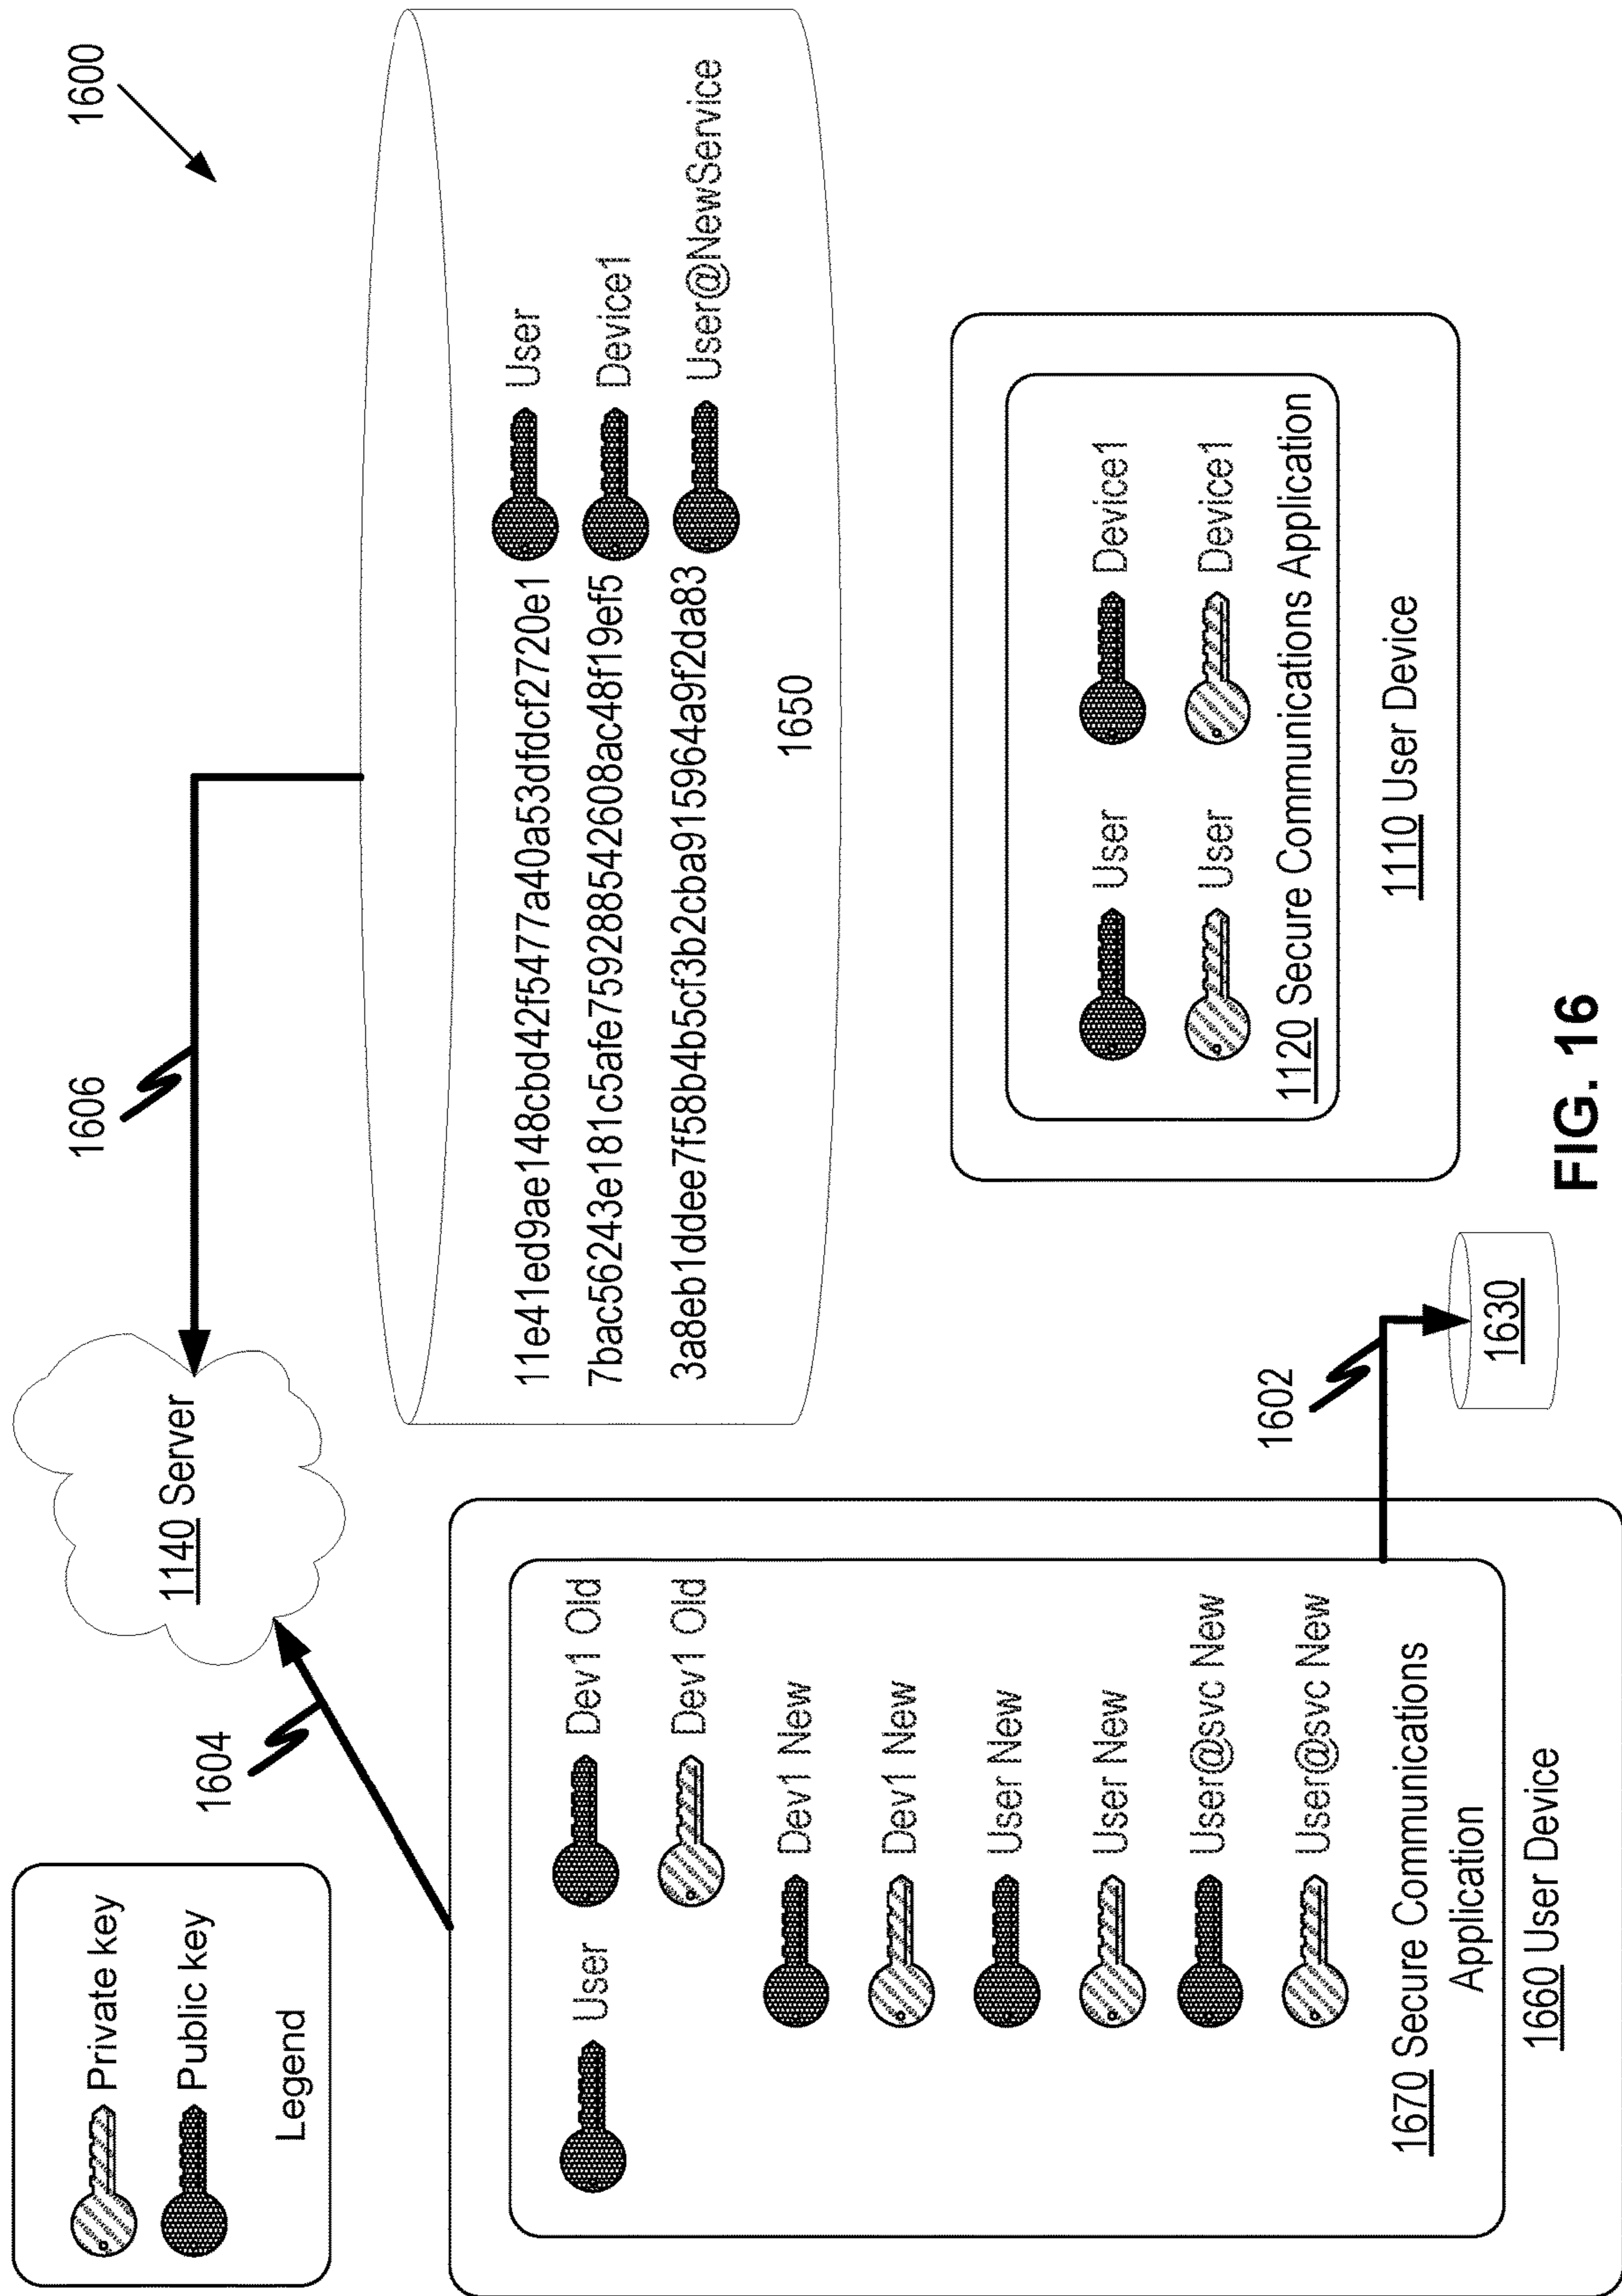 1600
1606
1140 Server
1604
Private key
Public key
Legend
11e41ed9ae148cbd42f5477a40a53dfdcf2720e1 User
7bac56243e181c5afe7592885542608ac48f19ef5 Device1
3a8eb1ddee7f58b4b5cf3b2cba915964a9f2da83 User@NewService
1650
User Dev1 Old
Dev1 Old
Dev1 New
Dev1 New
User New
User New
User@svc New
User@svc New
1670 Secure Communications
Application
1660 User Device
1602
1630
User Device1
User Device1
1120 Secure Communications Application
1110 User Device
FIG. 16